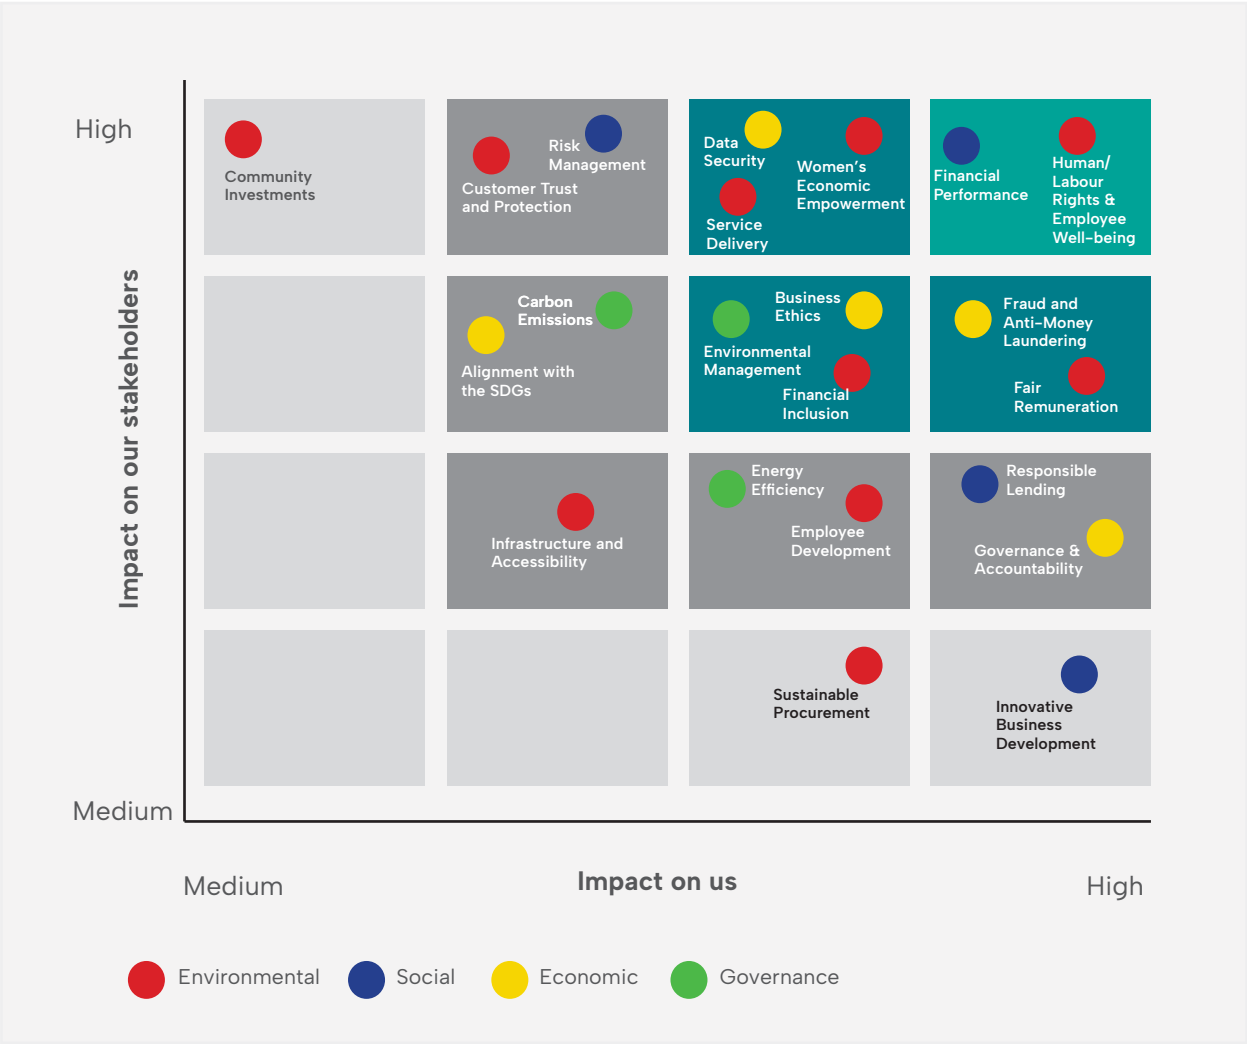 High
Community
Investments
Risk
Management
Customer Trust
and Protection
Data
Security
Women's
Economic
Empowerment
Service
Delivery
Financial
Performance
Human/
Labour
Rights &
Employee
Well-being
Impact on our stakeholders
Carbon
Emissions
Alignment with
the SDGs
Business
Ethics
Environmental
Management
Financial
Inclusion
Fraud and
Anti-Money
Laundering
Fair
Remuneration
Infrastructure and
Accessibility
Energy
Efficiency
Employee
Development
Responsible
Lending
Governance &
Accountability
Sustainable
Procurement
Innovative
Business
Development
Medium
Medium
Impact on us
High
Environmental
Social
Economic
Governance